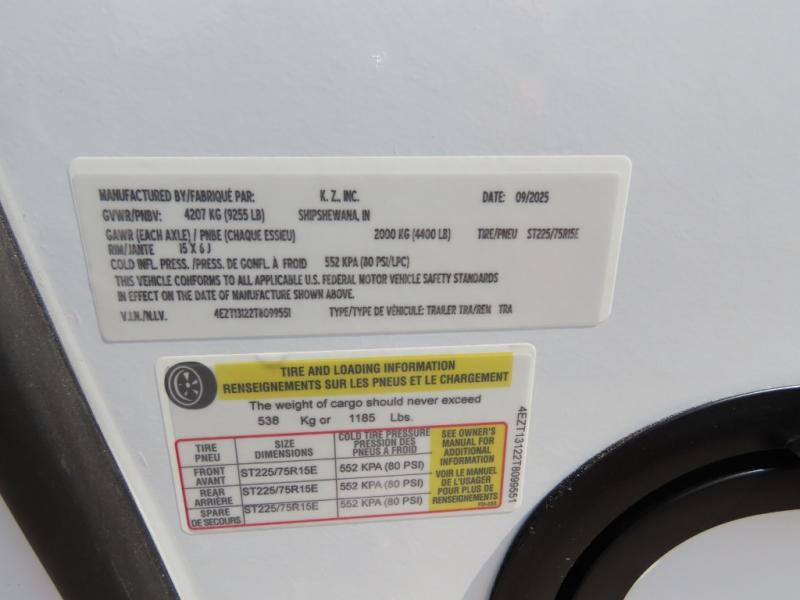 MANUFACTURED BY/FABRIQUÉ PAR: K. Z., INC. DATE: 09/2025
GVWR/PNBV: 4207 KG (9255 LB) SHIPSHEWANA, IN
GAWR (EACH AXLE) / PNBE (CHAQUE ESSIEU) 2000 KG (4400 LB) TIRE/PNEU ST225/75R15E
RIM/JANTE 15 X 6 J
COLD INFL. PRESS. /PRESS. DE GONFL. À FROID 552 KPA (80 PSI/LPC)
THIS VEHICLE CONFORMS TO ALL APPLICABLE U.S. FEDERAL MOTOR VEHICLE SAFETY STANDARDS
IN EFFECT ON THE DATE OF MANUFACTURE SHOWN ABOVE.
V.I.N./N.I.V. 4EZT13122T8099551 TYPE/TYPE DE VÉHICULE: TRAILER TRA/REM TRA
TIRE AND LOADING INFORMATION
RENSEIGNEMENTS SUR LES PNEUS ET LE CHARGEMENT
The weight of cargo should never exceed
538 Kg or 1185 Lbs.
TIRE
PNEU
SIZE
DIMENSIONS
COLD TIRE PRESSURE
PRESSION DES
PNEUS A FROID
FRONT
AVANT
ST225/75R15E
552 KPA (80 PSI)
REAR
ARRIÈRE
ST225/75R15E
552 KPA (80 PSI)
SPARE
DE SECOURS
ST225/75R15E
552 KPA (80 PSI)
SEE OWNER'S
MANUAL FOR
ADDITIONAL
INFORMATION
VOIR LE MANUEL
DE L'USAGER
POUR PLUS DE
RENSEIGNEMENTS
4EZT13122T8099551